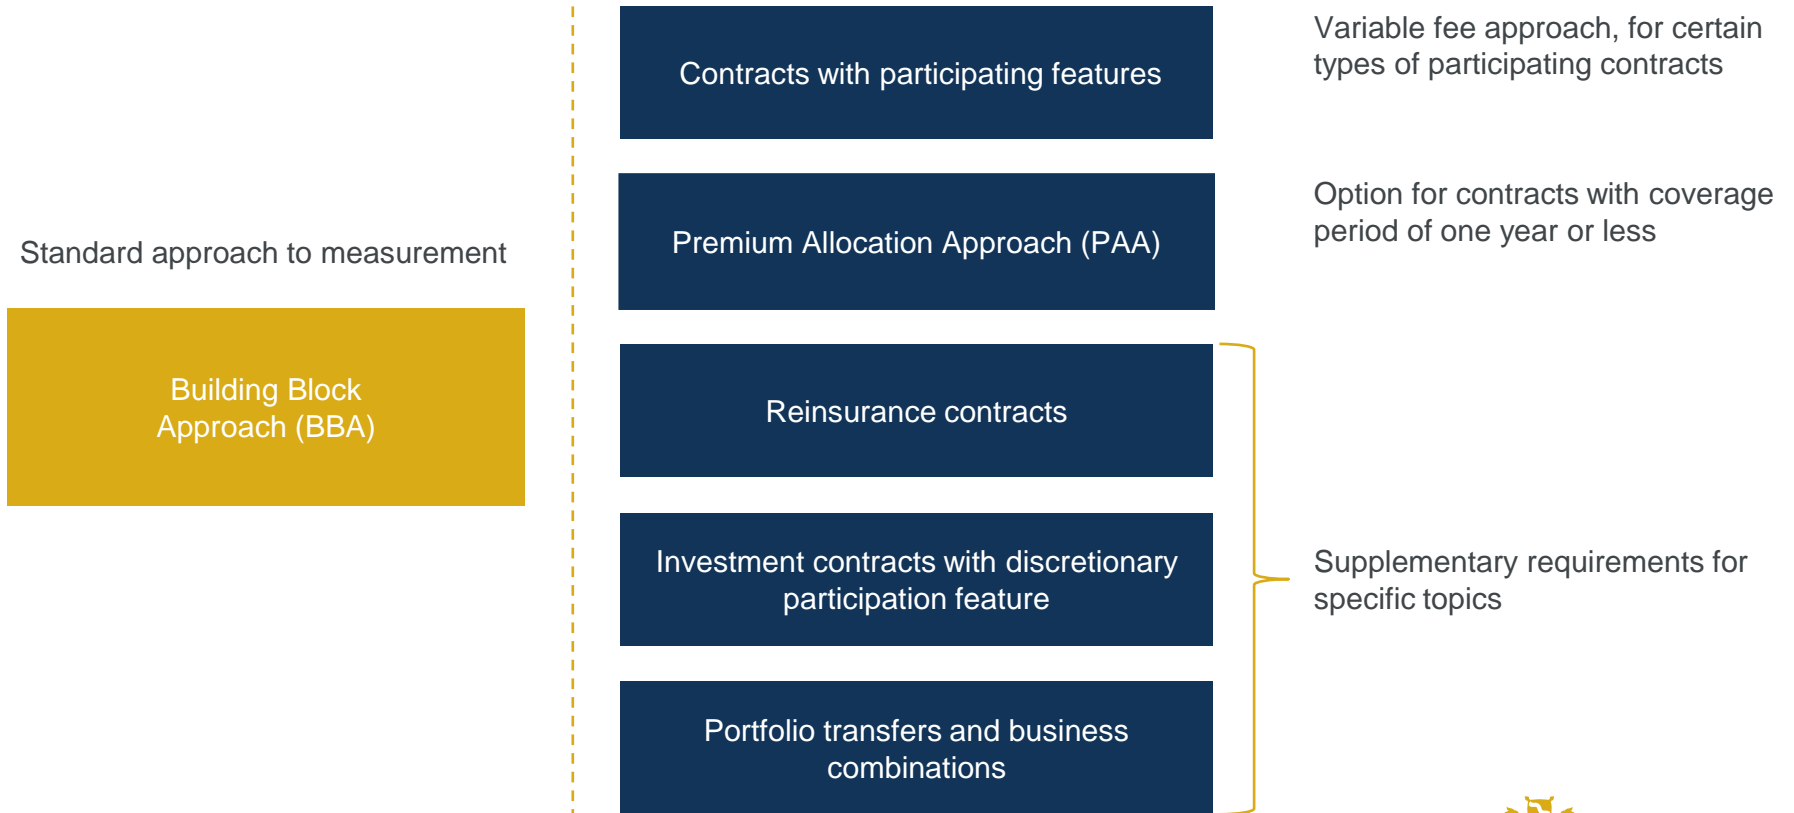 Standard approach to measurement
Building Block
Approach (BBA)
Contracts with participating features
Variable fee approach, for certain
types of participating contracts
Premium Allocation Approach (PAA)
Option for contracts with coverage
period of one year or less
Reinsurance contracts
Investment contracts with discretionary
participation feature
Portfolio transfers and business
combinations
Supplementary requirements for
specific topics